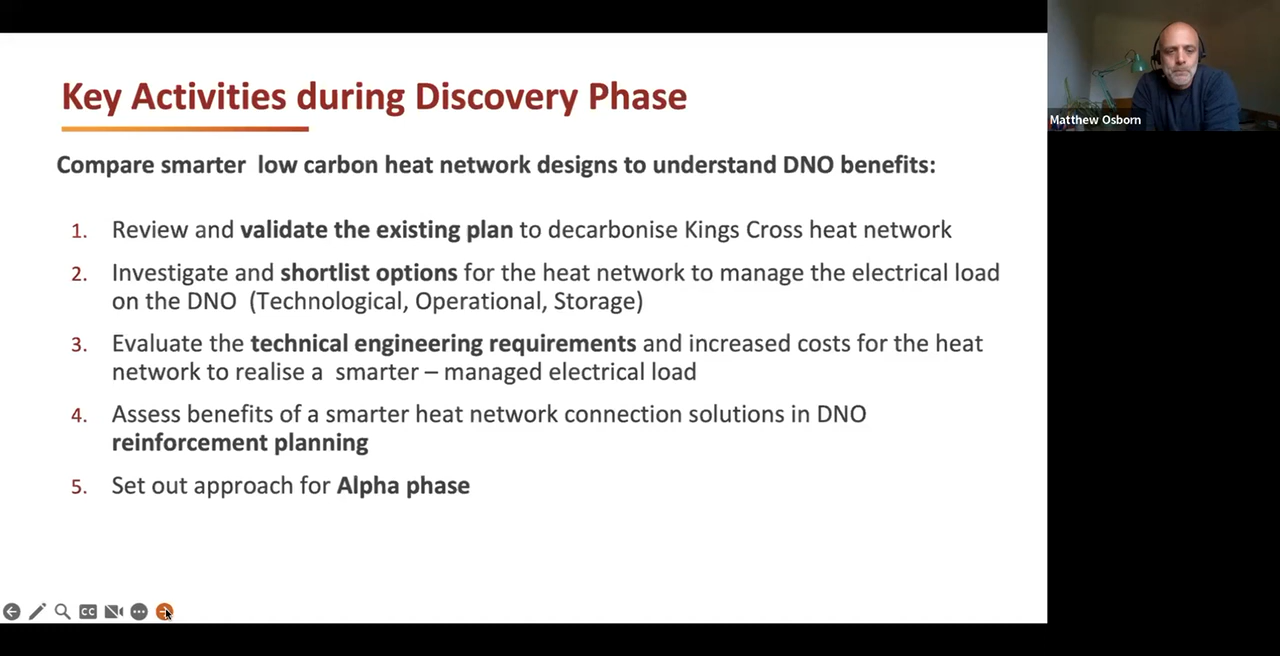 Key Activities during Discovery Phase
Compare smarter low carbon heat network designs to understand DNO benefits:
1. Review and validate the existing plan to decarbonise Kings Cross heat network
2. Investigate and shortlist options for the heat network to manage the electrical load
on the DNO (Technological, Operational, Storage)
3. Evaluate the technical engineering requirements and increased costs for the heat
network to realise a smarter – managed electrical load
4. Assess benefits of a smarter heat network connection solutions in DNO
reinforcement planning
5. Set out approach for Alpha phase
CC
Matthew Osborn